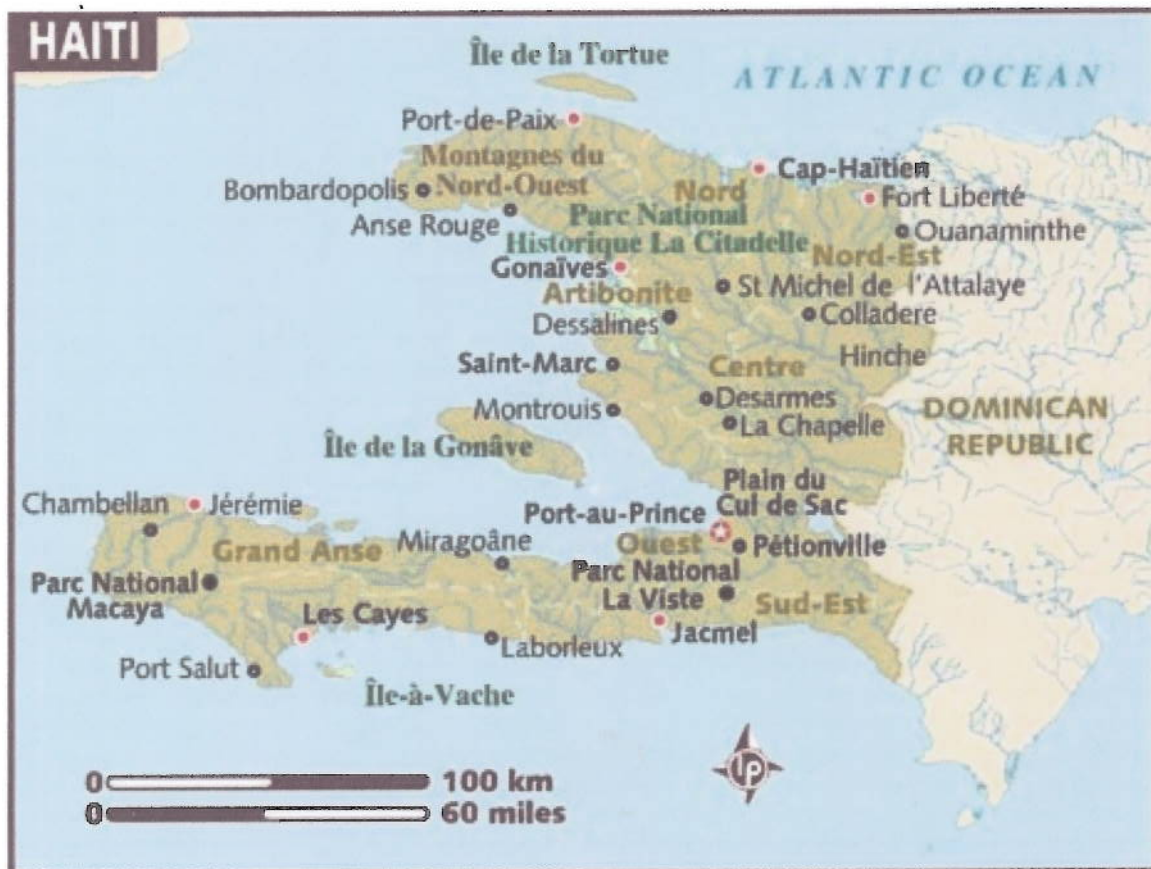 HAITI
Île de la Tortue
ATLANTIC OCEAN
Port-de-Paix
Montagnes du
Nord-Ouest
Cap-Haïtien
Nord
Bombardopolis
Fort Liberté
Anse Rouge
Parc National
Historique La Citadelle
Ouanaminthe
Nord-Est
Gonaïves
Artibonite
St Michel de l'Attalaye
Dessalines
Colladere
Hinche
Saint-Marc
Centre
Desarmes
Montrouis
La Chapelle
DOMINICAN
REPUBLIC
Île de la Gonâve
Plain du
Cul de Sac
Chambellan
Jérémie
Port-au-Prince
Grand Anse
Miragoâne
Ouest
Pétionville
Parc National
Macaya
Parc National
La Viste
Sud-Est
Les Cayes
Jacmel
Laborleux
Port Salut
Île-à-Vache
0 100 km
0 60 miles
LP